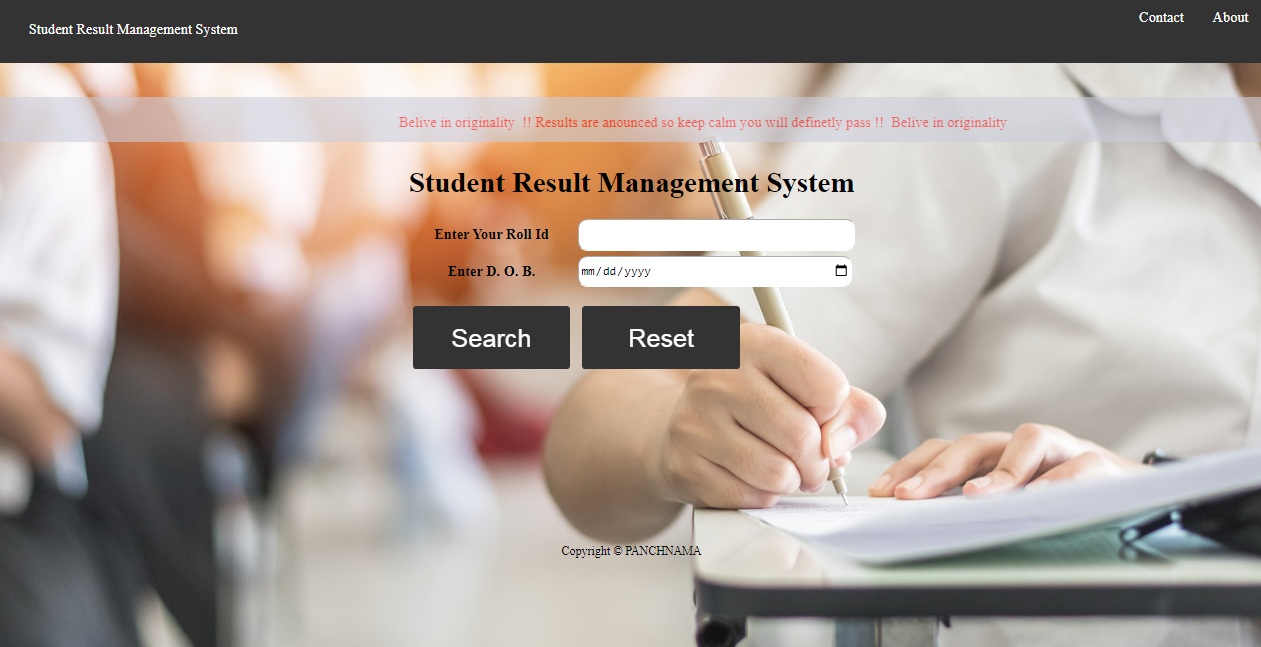 Student Result Management System
Contact About
Belive in originality !! Results are anounced so keep calm you will definetly pass !! Belive in originality
Student Result Management System
Enter Your Roll Id
Enter D. O. B. mm/dd/yyyy
Search Reset
Copyright © PANCHNAMA